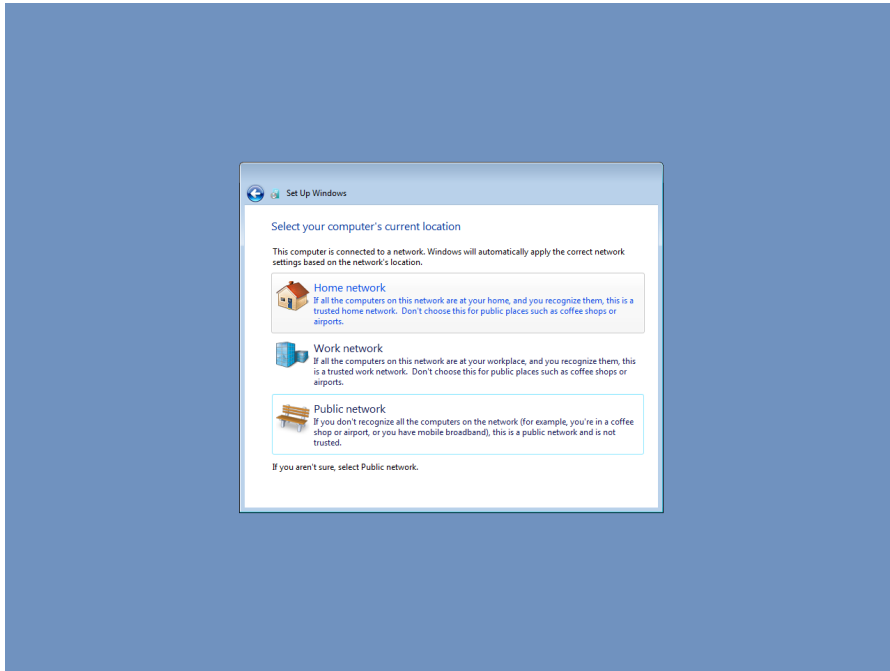 Set Up Windows
Select your computer's current location
This computer is connected to a network. Windows will automatically apply the correct network
settings based on the network's location.
Home network
If all the computers on this network are at your home, and you recognize them, this is a
trusted home network.  Don't choose this for public places such as coffee shops or
airports.
Work network
If all the computers on this network are at your workplace, and you recognize them, this
is a trusted work network.  Don't choose this for public places such as coffee shops or
airports.
Public network
If you don't recognize all the computers on the network (for example, you're in a coffee
shop or airport, or you have mobile broadband), this is a public network and is not
trusted.
If you aren't sure, select Public network.